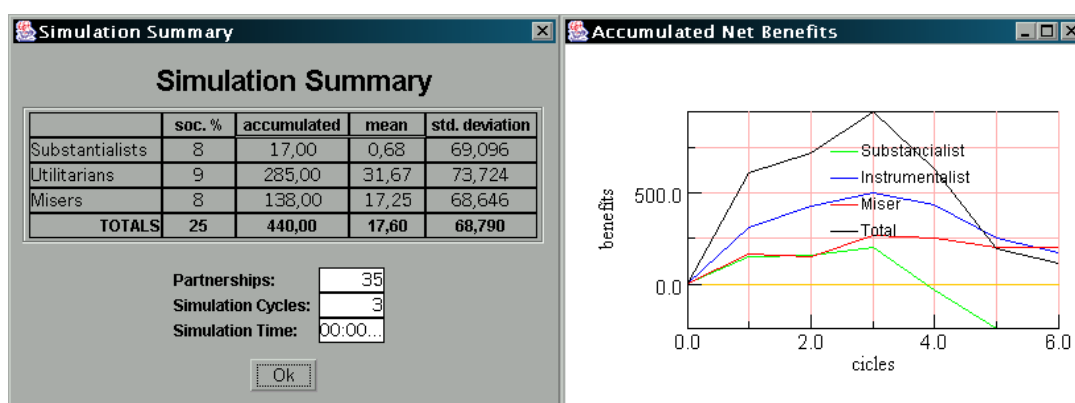 Simulation Summary
Simulation Summary
soc. % accumulated mean std. deviation
Substantialists 8 17,00 0,68 69,096
Utilitarians 9 285,00 31,67 73,724
Misers 8 138,00 17,25 68,646
TOTALS 25 440,00 17,60 68,790
Partnerships: 35
Simulation Cycles: 3
Simulation Time: 00:00...
Ok
Accumulated Net Benefits
Substancialist
Instrumentalist
Miser
Total
benefits
500.0
0.0
0.0 2.0 4.0 6.0
cicles